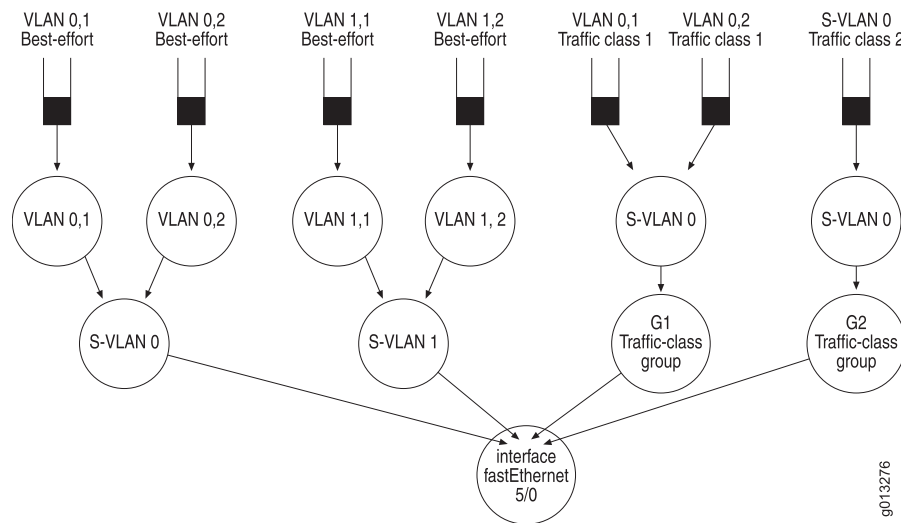 VLAN 0,1
Best-effort
VLAN 0,2
Best-effort
VLAN 1,1
Best-effort
VLAN 1,2
Best-effort
VLAN 0,1
Traffic class 1
VLAN 0,2
Traffic class 1
S-VLAN 0
Traffic class 2
VLAN 0,1
VLAN 0,2
VLAN 1,1
VLAN 1, 2
S-VLAN 0
S-VLAN 0
S-VLAN 0
S-VLAN 1
G1
Traffic-class
group
G2
Traffic-class
group
interface
fastEthernet
5/0
g013276